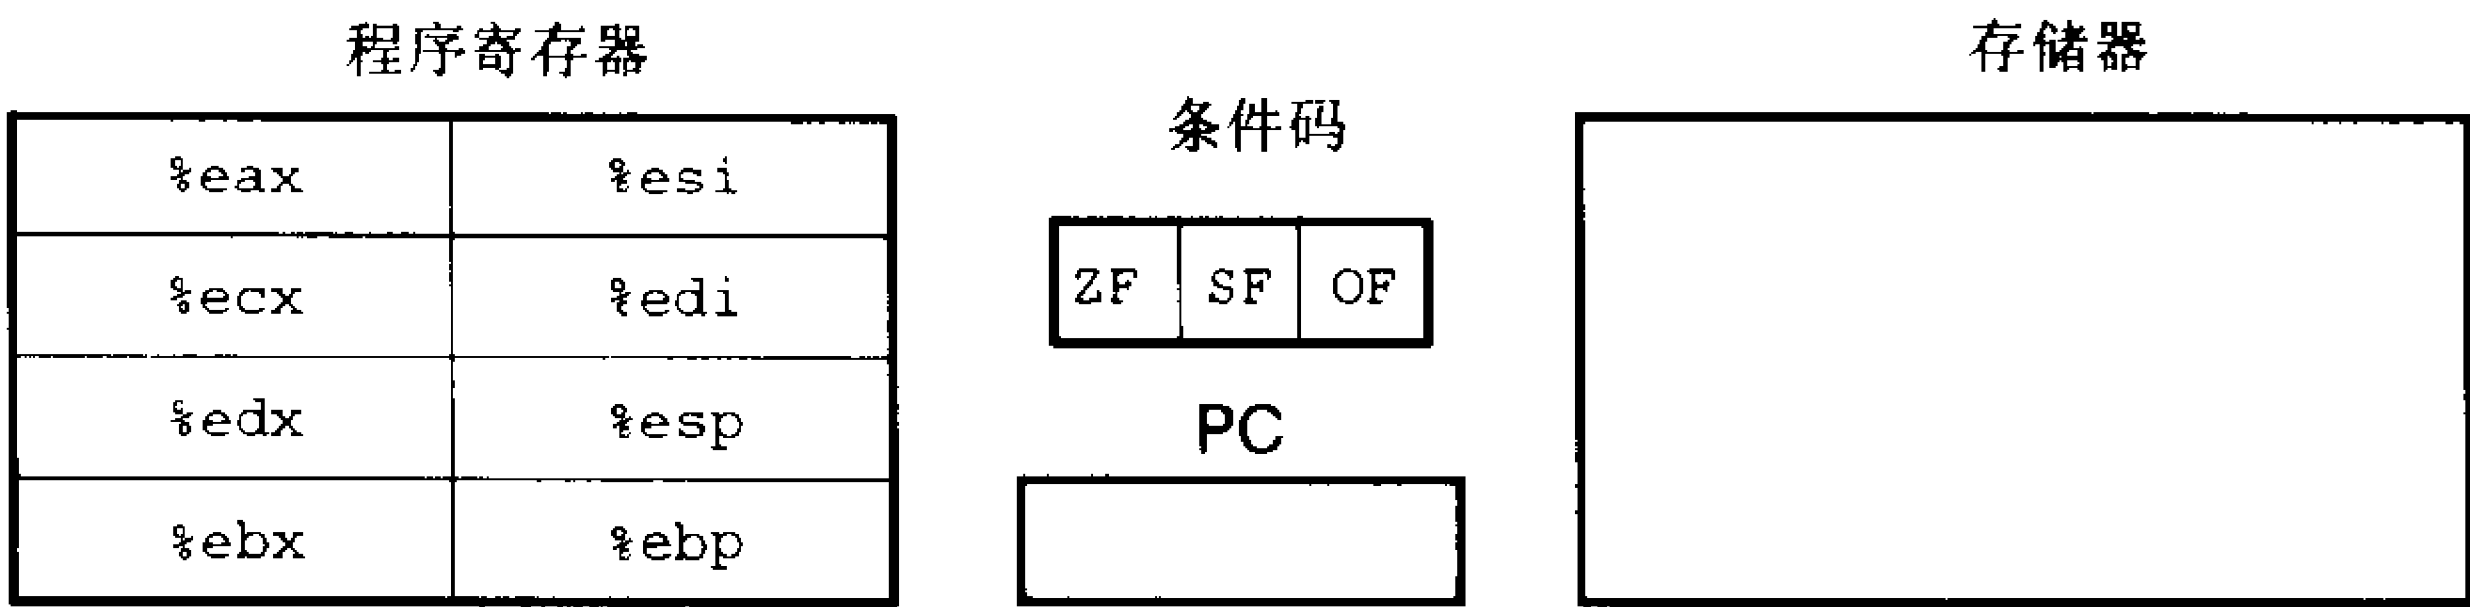 程序寄存器
%eax %esi
%ecx %edi
%edx %esp
%ebx %ebp
条件码
ZF SF OF
PC
存储器